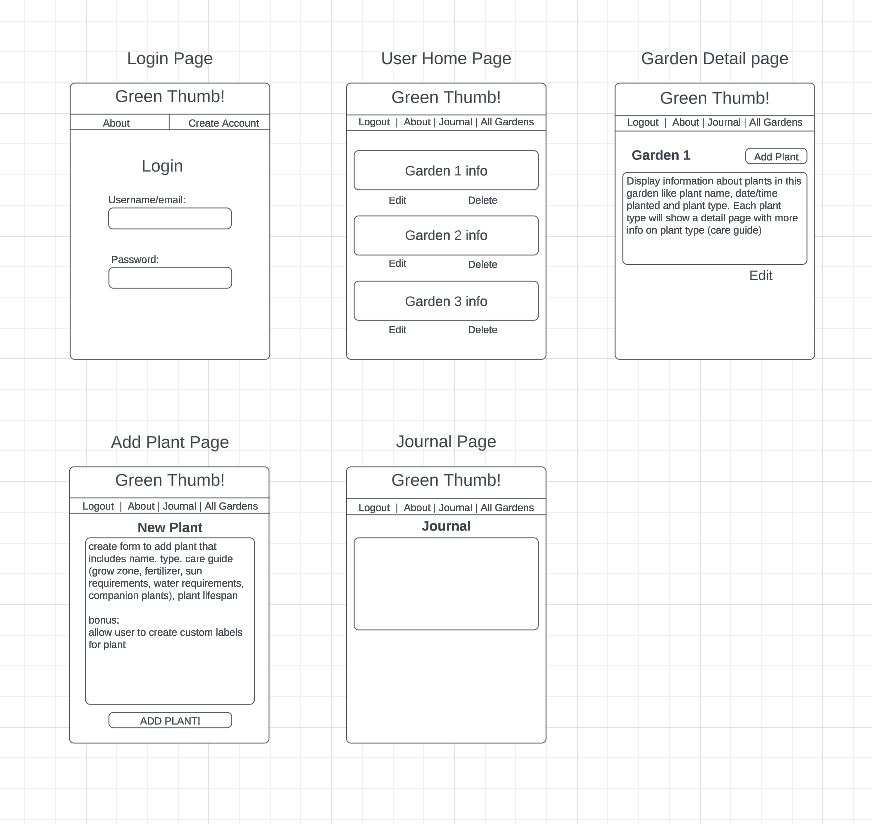 Login Page
Green Thumb!
About
Create Account
Login
Username/email:
Password:
User Home Page
Green Thumb!
Logout | About | Journal | All Gardens
Garden 1 info
Edit
Delete
Garden 2 info
Edit
Delete
Garden 3 info
Edit
Delete
Garden Detail page
Green Thumb!
Logout | About | Journal | All Gardens
Garden 1
Add Plant
Display information about plants in this
garden like plant name, date/time
planted and plant type. Each plant
type will show a detail page with more
info on plant type (care guide)
Edit
Add Plant Page
Green Thumb!
Logout | About | Journal | All Gardens
New Plant
create form to add plant that
includes name. type. care guide
(grow zone, fertilizer, sun
requirements, water requirements,
companion plants), plant lifespan
bonus:
allow user to create custom labels
for plant
ADD PLANT!
Journal Page
Green Thumb!
Logout | About | Journal | All Gardens
Journal